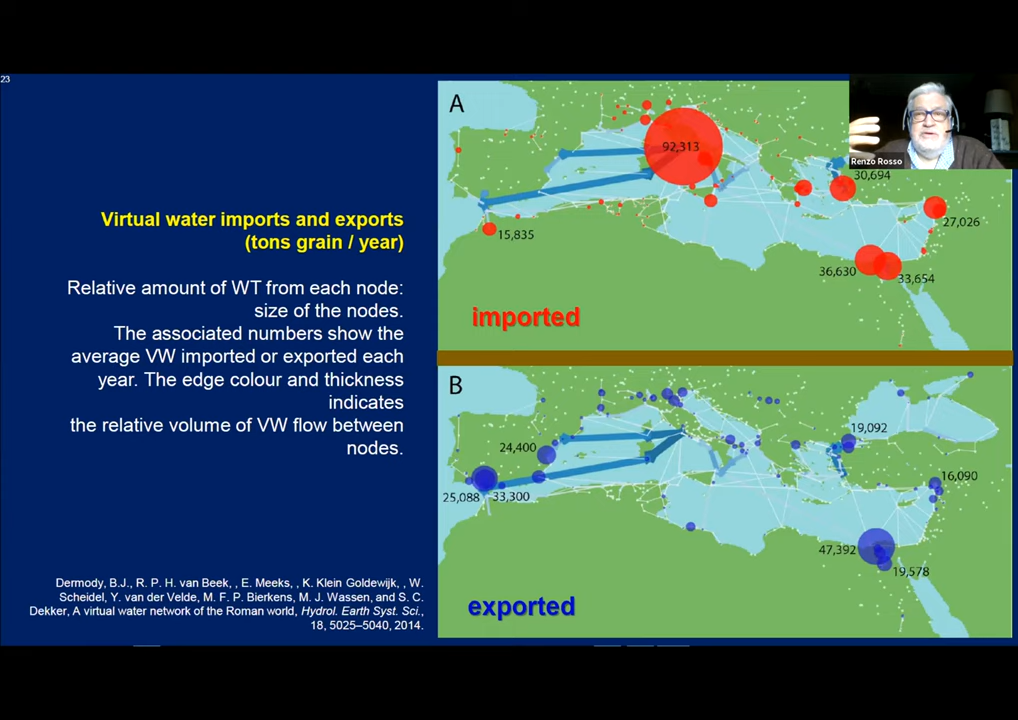 23
Virtual water imports and exports
(tons grain / year)
Relative amount of WT from each node:
size of the nodes.
The associated numbers show the
average VW imported or exported each
year. The edge colour and thickness
indicates
the relative volume of VW flow between
nodes.
Dermody, B.J., R. P. H. van Beek, , E. Meeks, , K. Klein Goldewijk, , W.
Scheidel, Y. van der Velde, M. F. P. Bierkens, M. J. Wassen, and S. C.
Dekker, A virtual water network of the Roman world, Hydrol. Earth Syst. Sci.,
18, 5025–5040, 2014.
A
92,313
Renzo Rosso
30,694
27,026
15,835
36,630
33,654
imported
B
19,092
24,400
16,090
25,088
33,300
47,392
19,578
exported